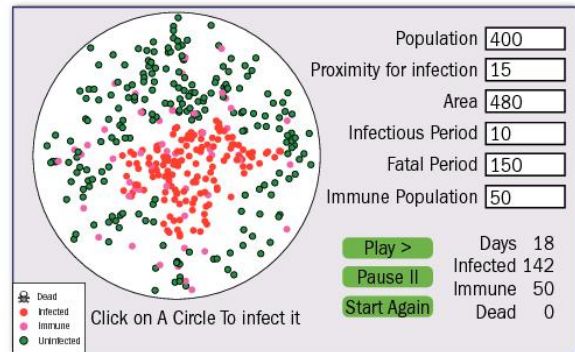 Population 400
Proximity for infection 15
Area 480
Infectious Period 10
Fatal Period 150
Immune Population 50
Play >
Pause II
Start Again
Days 18
Infected 142
Immune 50
Dead 0
Dead
Infected
Immune
Uninfected
Click on A Circle To infect it